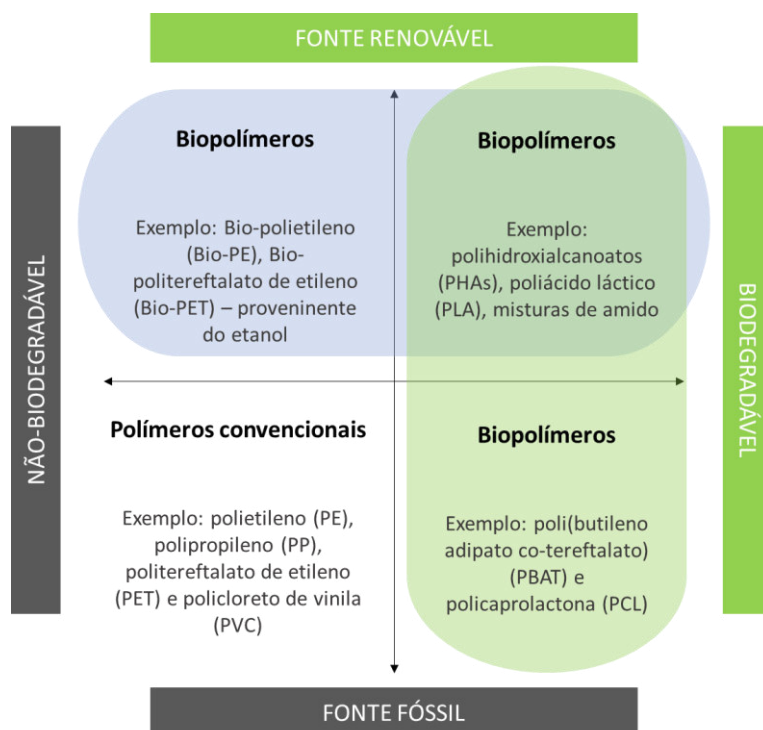 FONTE RENOVÁVEL
NÃO-BIODEGRADÁVEL
Biopolímeros
Exemplo: Bio-polietileno
(Bio-PE), Bio-
politereftalato de etileno
(Bio-PET) – proveninente
do etanol
Biopolímeros
Exemplo:
polihidroxialcanoatos
(PHAs), poliácido láctico
(PLA), misturas de amido
BIODEGRADÁVEL
Polímeros convencionais
Exemplo: polietileno (PE),
polipropileno (PP),
politereftalato de etileno
(PET) e policloreto de vinila
(PVC)
Biopolímeros
Exemplo: poli(butileno
adipato co-tereftalato)
(PBAT) e
policaprolactona (PCL)
FONTE FÓSSIL